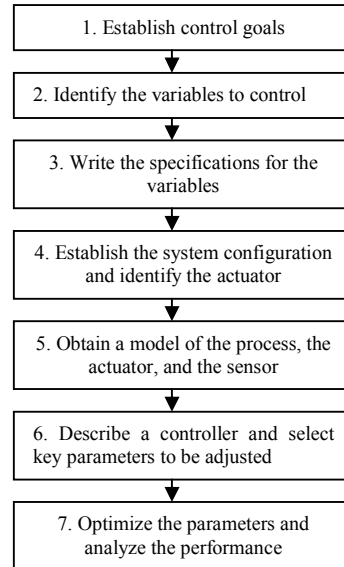 1. Establish control goals
2. Identify the variables to control
3. Write the specifications for the
variables
4. Establish the system configuration
and identify the actuator
5. Obtain a model of the process, the
actuator, and the sensor
6. Describe a controller and select
key parameters to be adjusted
7. Optimize the parameters and
analyze the performance